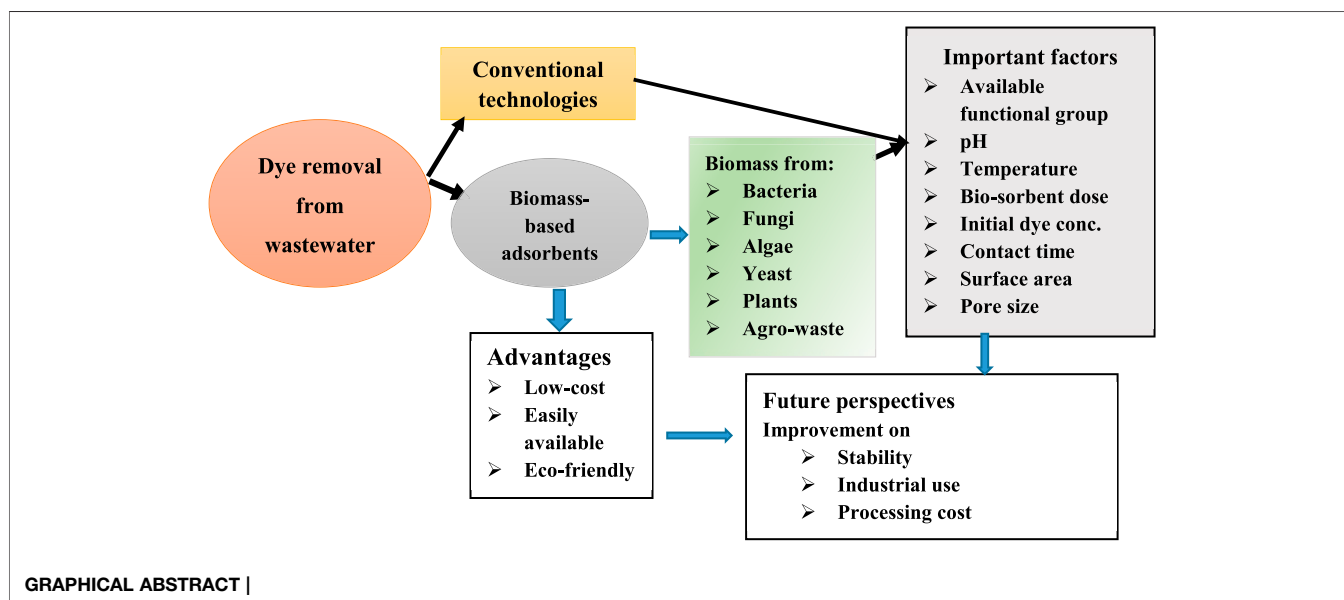 Dye removal
from
wastewater
Conventional
technologies
Biomass-
based
adsorbents
Biomass from:
➢ Bacteria
➢ Fungi
➢ Algae
➢ Yeast
➢ Plants
➢ Agro-waste
Important factors
➢ Available
functional group
➢ pH
➢ Temperature
➢ Bio-sorbent dose
➢ Initial dye conc.
➢ Contact time
➢ Surface area
➢ Pore size
Advantages
➢ Low-cost
➢ Easily
available
➢ Eco-friendly
Future perspectives
Improvement on
➢ Stability
➢ Industrial use
➢ Processing cost
GRAPHICAL ABSTRACT |